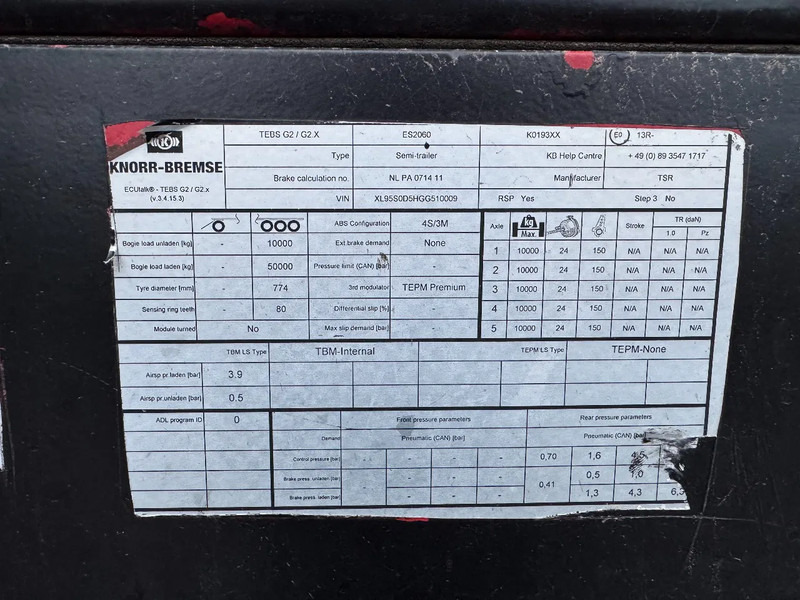 TEBS G2 / G2.X ES2060 K0193XX E0 13R-
KNORR-BREMSE Type Semi-trailer KB Help Centre + 49 (0) 89 3547 1717
Brake calculation no. NL PA 0714 11 Manufacturer TSR
ECUtalk® - TEBS G2 / G2.x
(v.3.4.15.3) VIN XL95S0D5HGG510009 RSP Yes Step 3 No
ABS Configuration 4S/3M Axle kg Max. Stroke TR (daN)
1.0 Pz
Bogie load unladen [kg] - 10000 Ext.brake demand None 1 10000 24 150 N/A N/A N/A
Bogie load laden [kg] - 50000 Pressure limit (CAN) [bar] - 2 10000 24 150 N/A N/A N/A
Tyre diameter [mm] - 774 3rd modulator TEPM Premium 3 10000 24 150 N/A N/A N/A
Sensing ring teeth - 80 Differential slip [%] - 4 10000 24 150 N/A N/A N/A
Module turned No Max slip demand [bar] - 5 10000 24 150 N/A N/A N/A
TBM LS Type TBM-Internal TEPM LS Type TEPM-None
Airsp pr.laden [bar] 3.9
Airsp pr.unladen [bar] 0.5
ADL program ID 0 Front pressure parameters Rear pressure parameters
Demand Pneumatic (CAN) [bar] Pneumatic (CAN) [bar]
Control pressure [bar] - - - - 0,70 1,6 4,5
Brake press. unladen [bar] - - - 0,41 0,5 1,0
Brake press. laden [bar] - - - 1,3 4,3 6,5